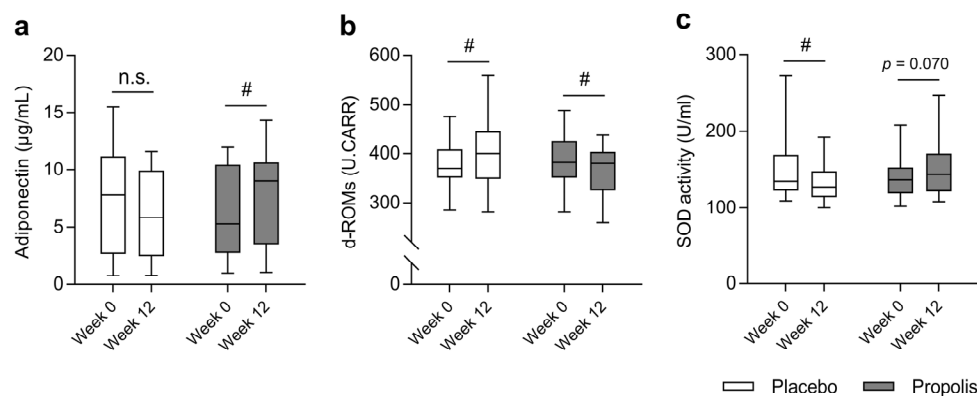 a
20
15
10
5
0
Adiponectin (µg/mL)
n.s.
#
Week 0
Week 12
Week 0
Week 12
b
600
500
400
300
0
d-ROMs (U.CARR)
#
#
Week 0
Week 12
Week 0
Week 12
c
300
200
100
0
SOD activity (U/ml)
#
p = 0.070
Week 0
Week 12
Week 0
Week 12
Placebo
Propolis